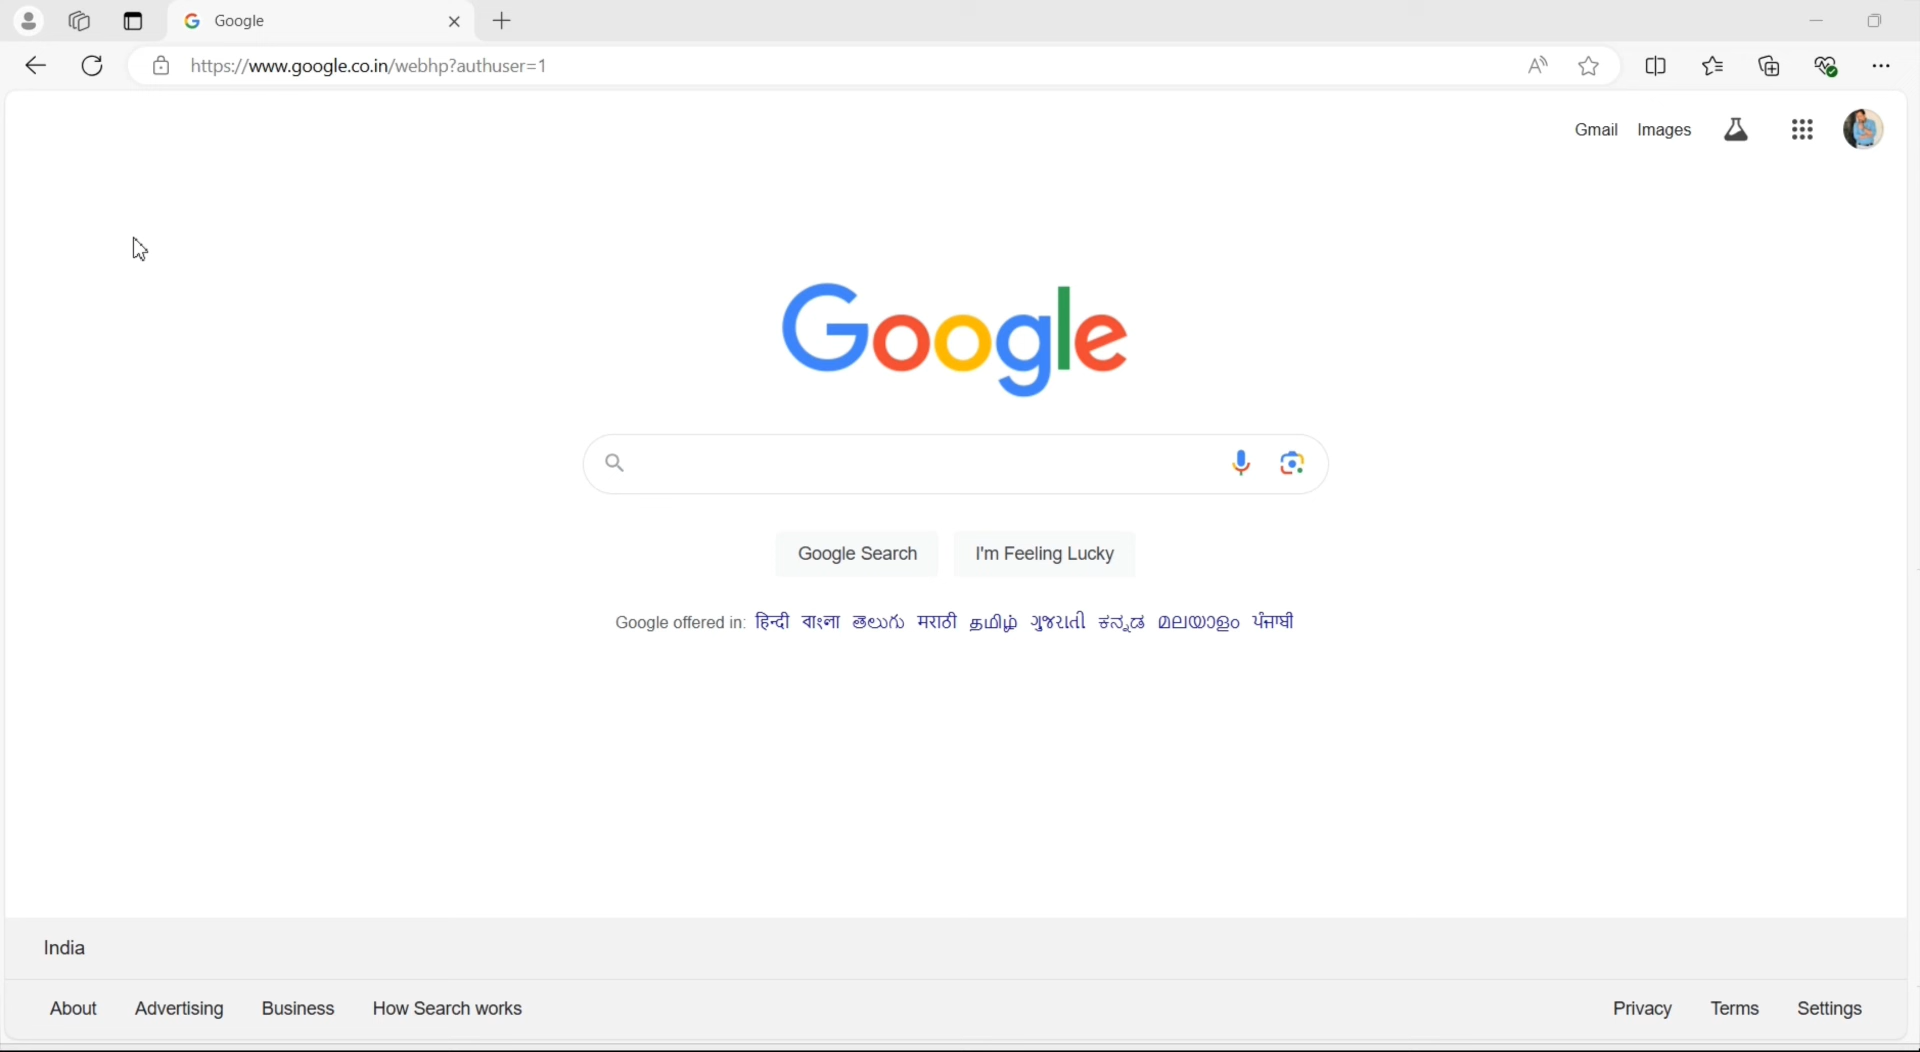 Google
https://www.google.co.in/webhp?authuser=1
Gmail Images
Google
Google Search I'm Feeling Lucky
Google offered in: हिन्दी বাংলা తెలుగు मराठी தமிழ் ગુજરાતી ಕನ್ನಡ മലയാളം ਪੰਜਾਬੀ
India
About Advertising Business How Search works Privacy Terms Settings